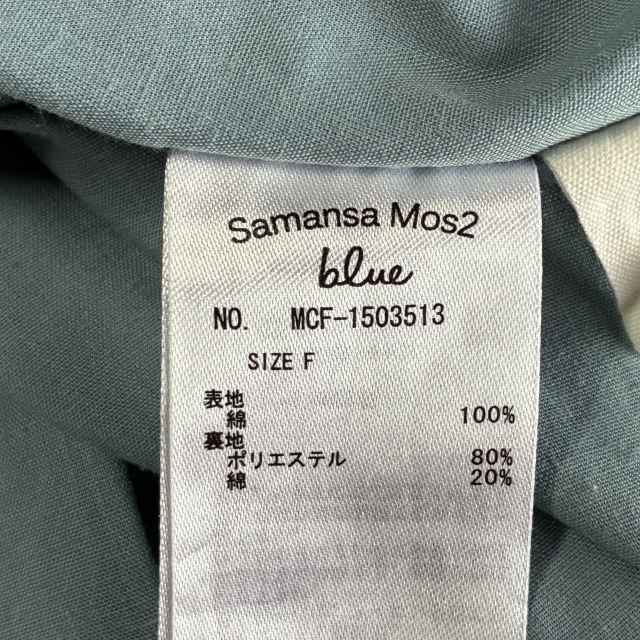 Samansa Mos2
blue
NO. MCF-1503513
SIZE F
表地
綿 100%
裏地
ポリエステル 80%
綿 20%